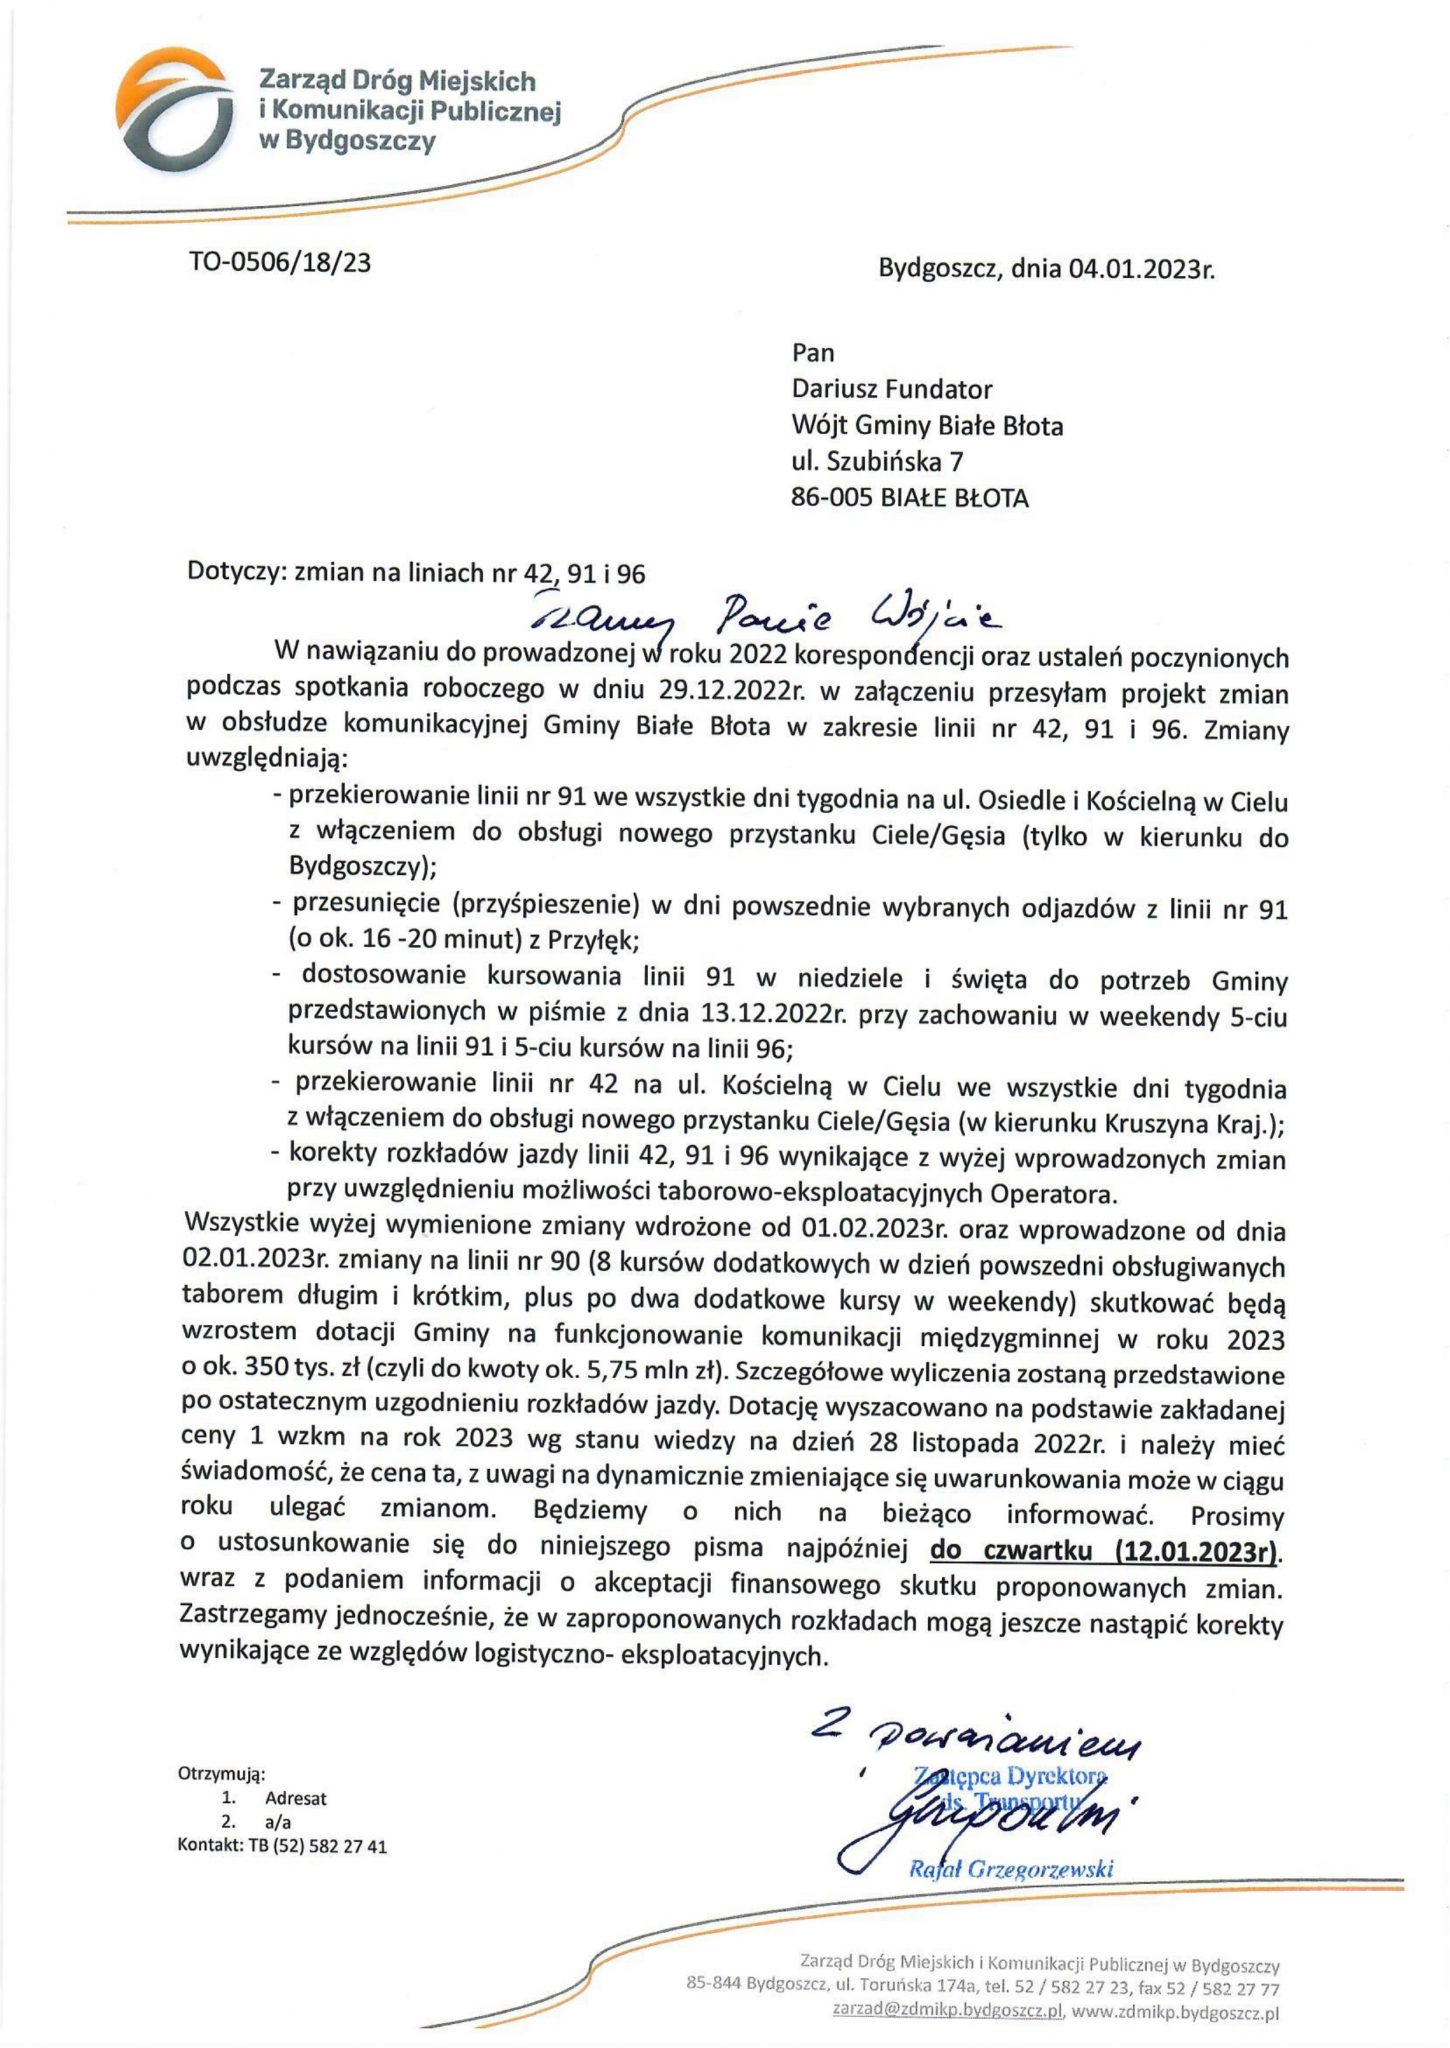 Zarząd Dróg Miejskich
i Komunikacji Publicznej
w Bydgoszczy
TO-0506/18/23
Bydgoszcz, dnia 04.01.2023r.
Pan
Dariusz Fundator
Wójt Gminy Białe Błota
ul. Szubińska 7
86-005 BIAŁE BŁOTA
Dotyczy: zmian na liniach nr 42, 91 i 96
Panie Wójcie
W nawiązaniu do prowadzonej w roku 2022 korespondencji oraz ustaleń poczynionych
podczas spotkania roboczego w dniu 29.12.2022r. w załączeniu przesyłam projekt zmian
w obsłudze komunikacyjnej Gminy Białe Błota w zakresie linii nr 42, 91 i 96. Zmiany
uwzględniają:
- przekierowanie linii nr 91 we wszystkie dni tygodnia na ul. Osiedle i Kościelną w Cielu
z włączeniem do obsługi nowego przystanku Ciele/Gęsia (tylko w kierunku do
Bydgoszczy);
- przesunięcie (przyśpieszenie) w dni powszednie wybranych odjazdów z linii nr 91
(o ok. 16 -20 minut) z Przyłęk;
- dostosowanie kursowania linii 91 w niedziele i święta do potrzeb Gminy
przedstawionych w piśmie z dnia 13.12.2022r. przy zachowaniu w weekendy 5-ciu
kursów na linii 91 i 5-ciu kursów na linii 96;
- przekierowanie linii nr 42 na ul. Kościelną w Cielu we wszystkie dni tygodnia
z włączeniem do obsługi nowego przystanku Ciele/Gęsia (w kierunku Kruszyna Kraj.);
- korekty rozkładów jazdy linii 42, 91 i 96 wynikające z wyżej wprowadzonych zmian
przy uwzględnieniu możliwości taborowo-eksploatacyjnych Operatora.
Wszystkie wyżej wymienione zmiany wdrożone od 01.02.2023r. oraz wprowadzone od dnia
02.01.2023r. zmiany na linii nr 90 (8 kursów dodatkowych w dzień powszedni obsługiwanych
taborem długim i krótkim, plus po dwa dodatkowe kursy w weekendy) skutkować będą
wzrostem dotacji Gminy na funkcjonowanie komunikacji międzygminnej w roku 2023
o ok. 350 tys. zł (czyli do kwoty ok. 5,75 mln zł). Szczegółowe wyliczenia zostaną przedstawione
po ostatecznym uzgodnieniu rozkładów jazdy. Dotację wyszacowano na podstawie zakładanej
ceny 1 wzkm na rok 2023 wg stanu wiedzy na dzień 28 listopada 2022r. i należy mieć
świadomość, że cena ta, z uwagi na dynamicznie zmieniające się uwarunkowania może w ciągu
roku ulegać zmianom. Będziemy o nich na bieżąco informować. Prosimy
o ustosunkowanie się do niniejszego pisma najpóźniej do czwartku (12.01.2023r).
wraz z podaniem informacji o akceptacji finansowego skutku proponowanych zmian.
Zastrzegamy jednocześnie, że w zaproponowanych rozkładach mogą jeszcze nastąpić korekty
wynikające ze względów logistyczno- eksploatacyjnych.
Z poważaniem
Zastępca Dyrektora
ds. Transportu
Rafał Grzegorzewski
Otrzymują:
1. Adresat
2. a/a
Kontakt: TB (52) 582 27 41
Zarząd Dróg Miejskich i Komunikacji Publicznej w Bydgoszczy
85-844 Bydgoszcz, ul. Toruńska 174a, tel. 52 / 582 27 23, fax 52 / 582 27 77
zarzad@zdmikp.bydgoszcz.pl, www.zdmikp.bydgoszcz.pl